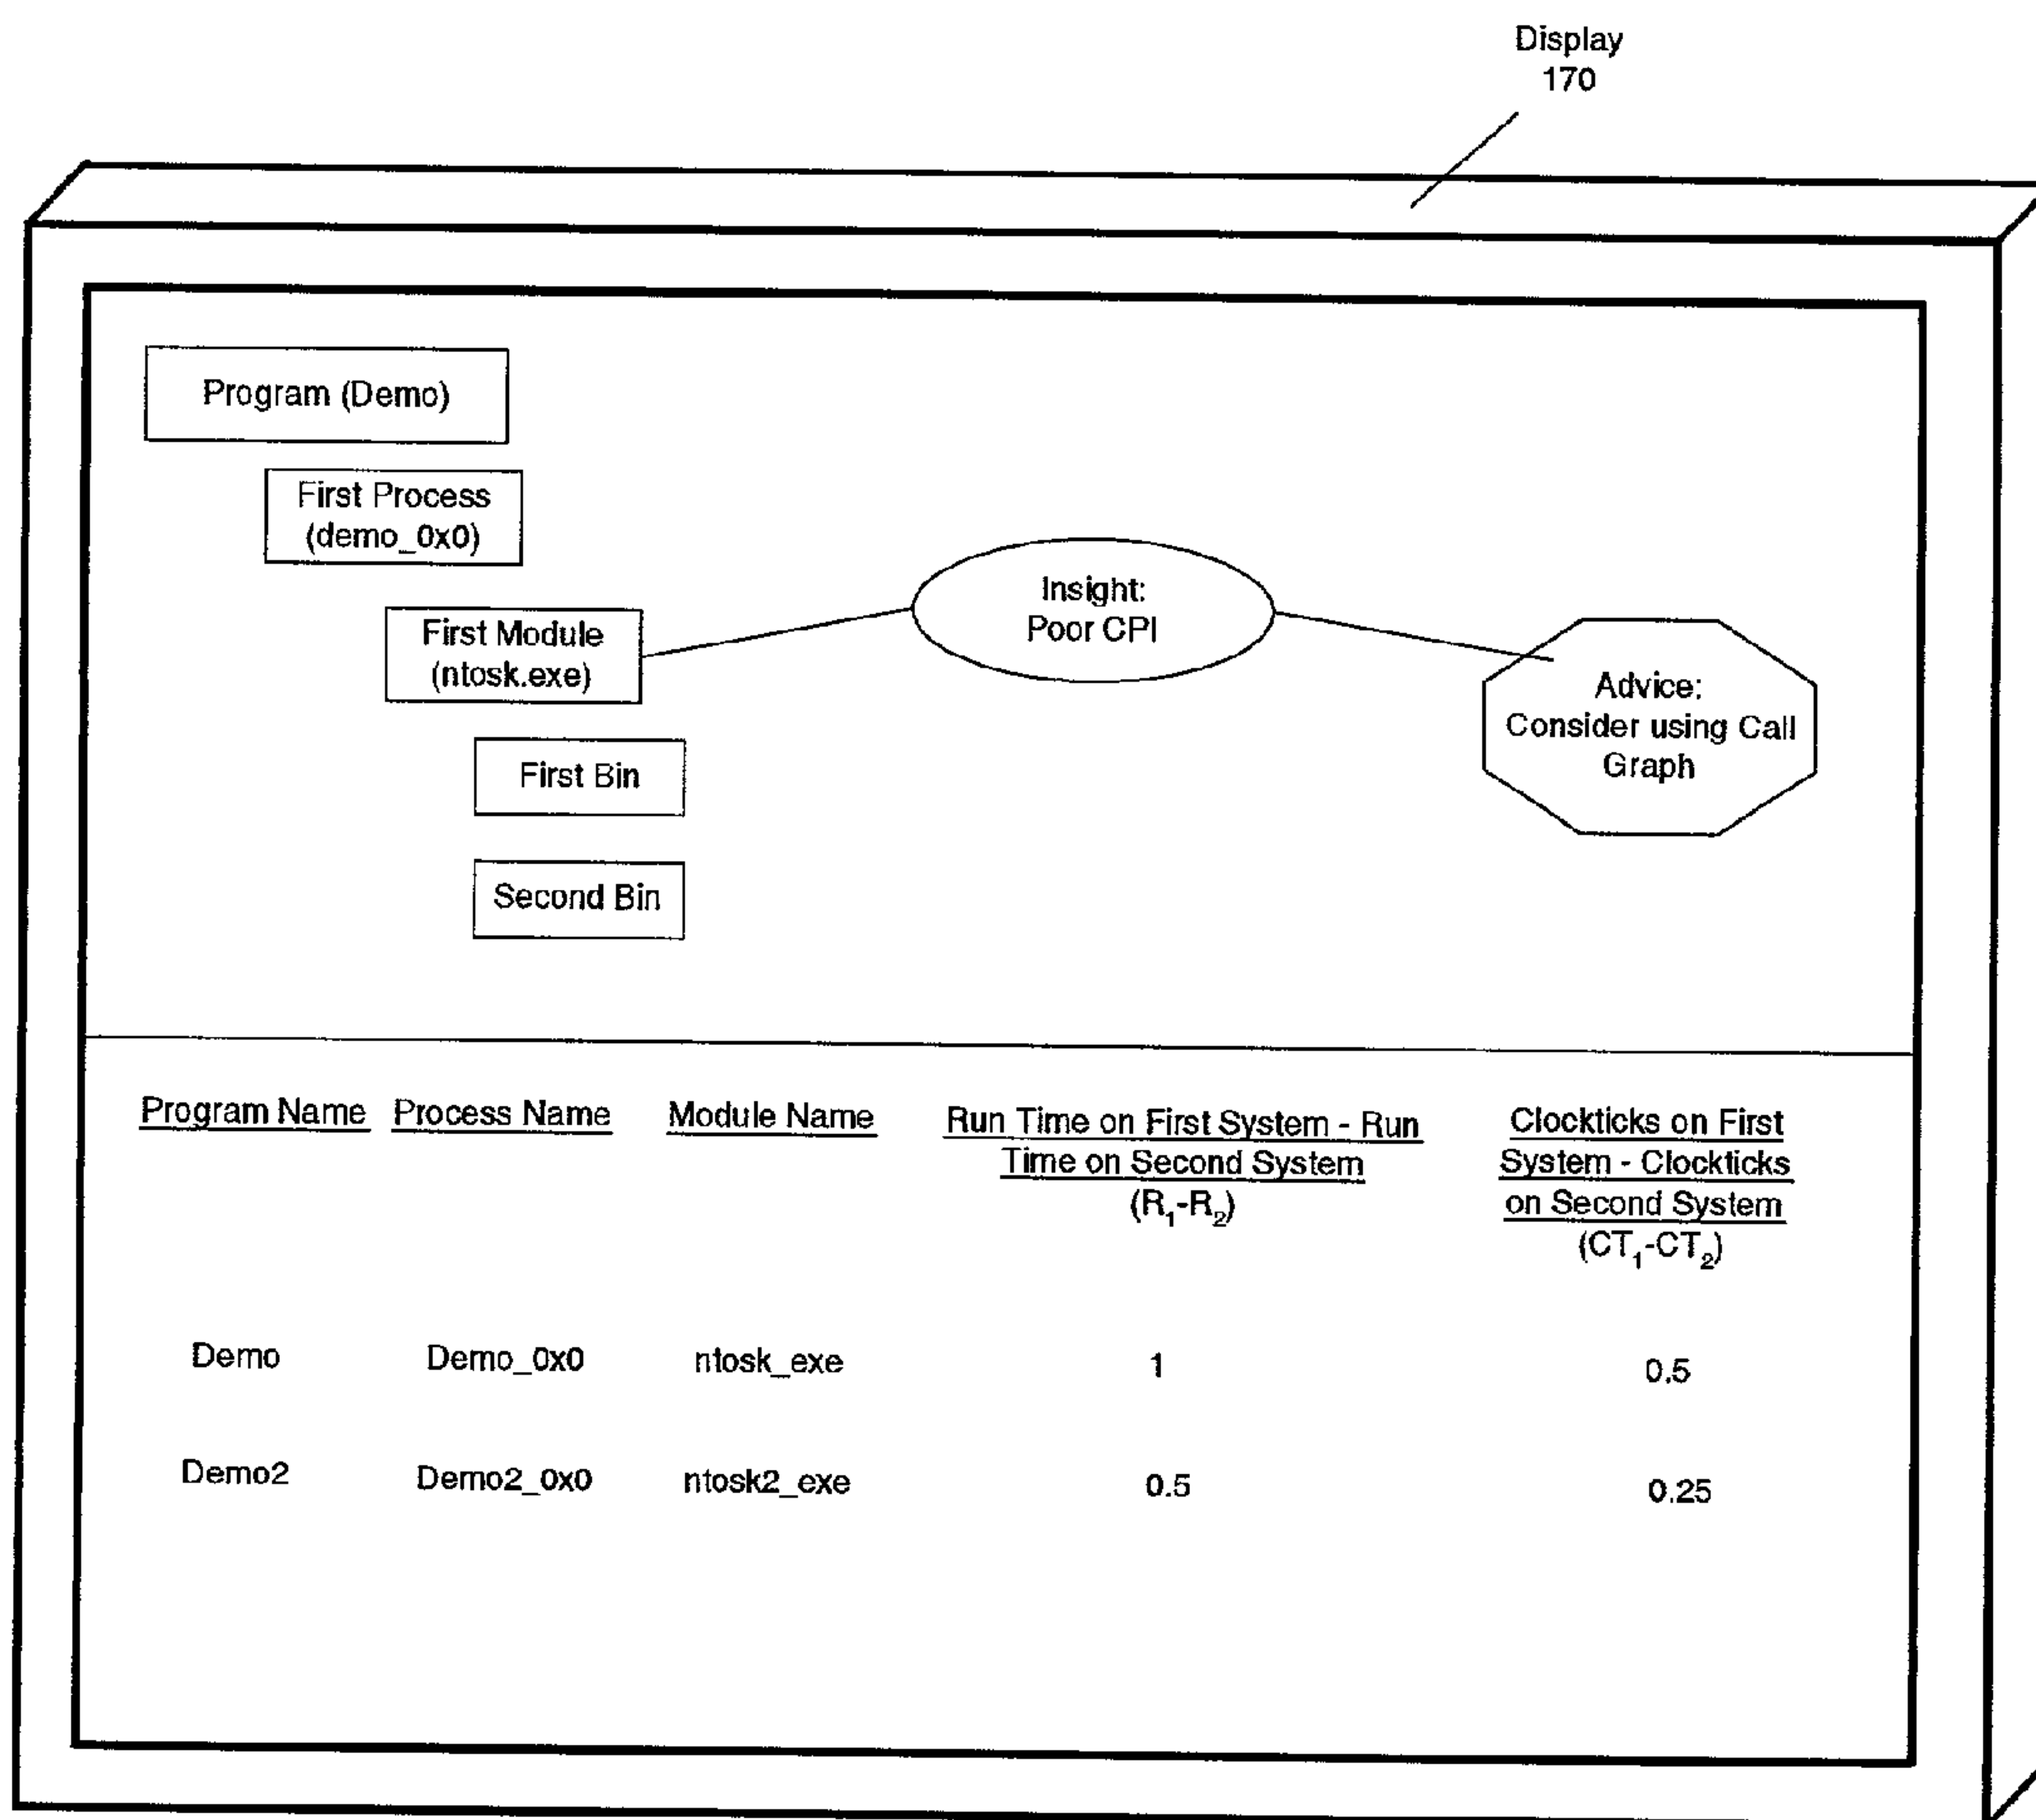 Display
170
Program (Demo)
First Process
(demo_0x0)
First Module
(ntosk.exe)
Insight:
Poor CPI
Advice:
Consider using Call
Graph
First Bin
Second Bin
Program Name
Process Name
Module Name
Run Time on First System - Run
Time on Second System
(R₁-R₂)
Clockticks on First
System - Clockticks
on Second System
(CT₁-CT₂)
Demo Demo_0x0 ntosk_exe 1 0.5
Demo2 Demo2_0x0 ntosk2_exe 0.5 0.25